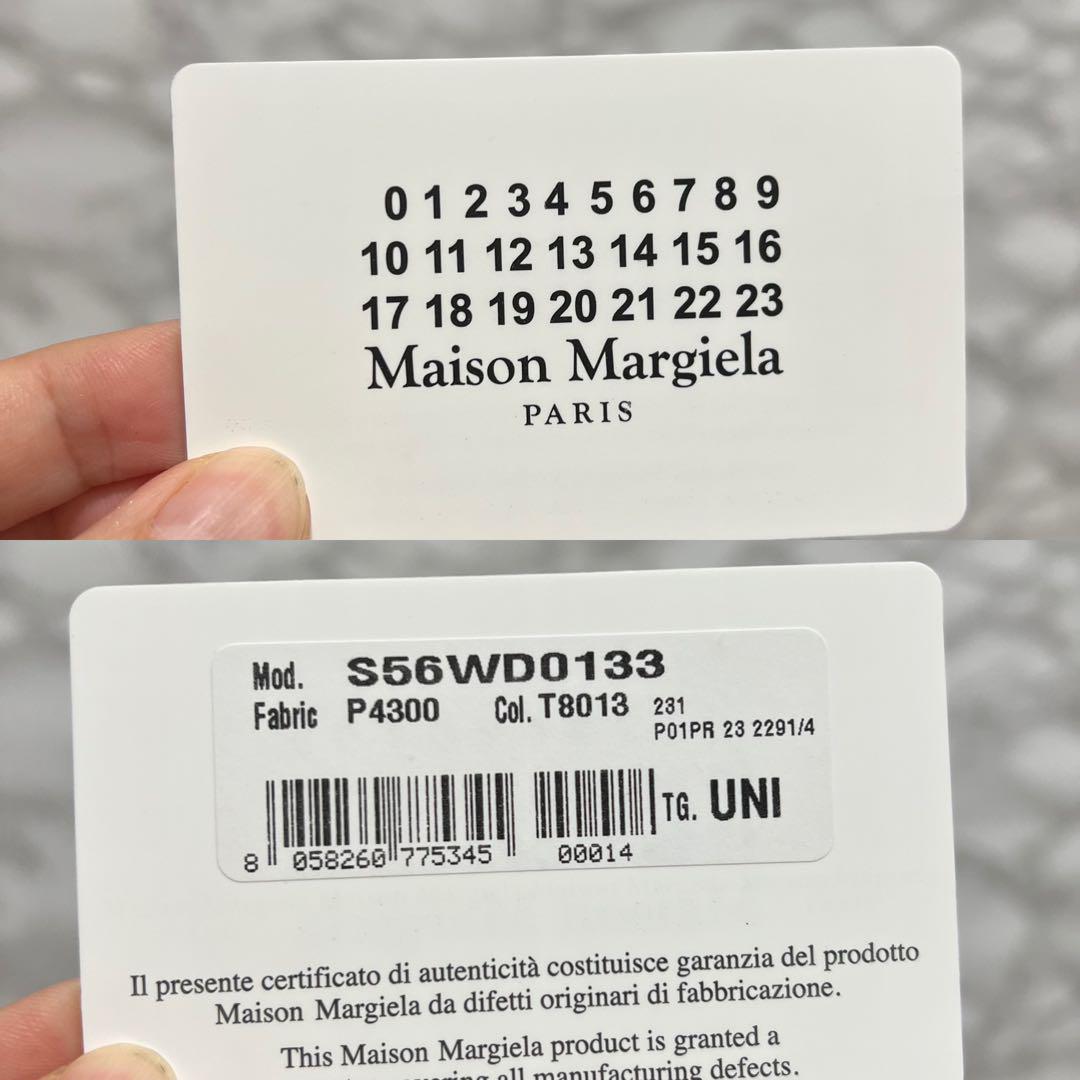 0 1 2 3 4 5 6 7 8 9
10 11 12 13 14 15 16
17 18 19 20 21 22 23
Maison Margiela
PARIS
Mod. S56WD0133
Fabric P4300 Col. T8013 231
P01PR 23 2291/4
TG. UNI
8 058260 775345 00014
Il presente certificato di autenticità costituisce garanzia del prodotto
Maison Margiela da difetti originari di fabbricazione.
This Maison Margiela product is granted a
all manufacturing defects.